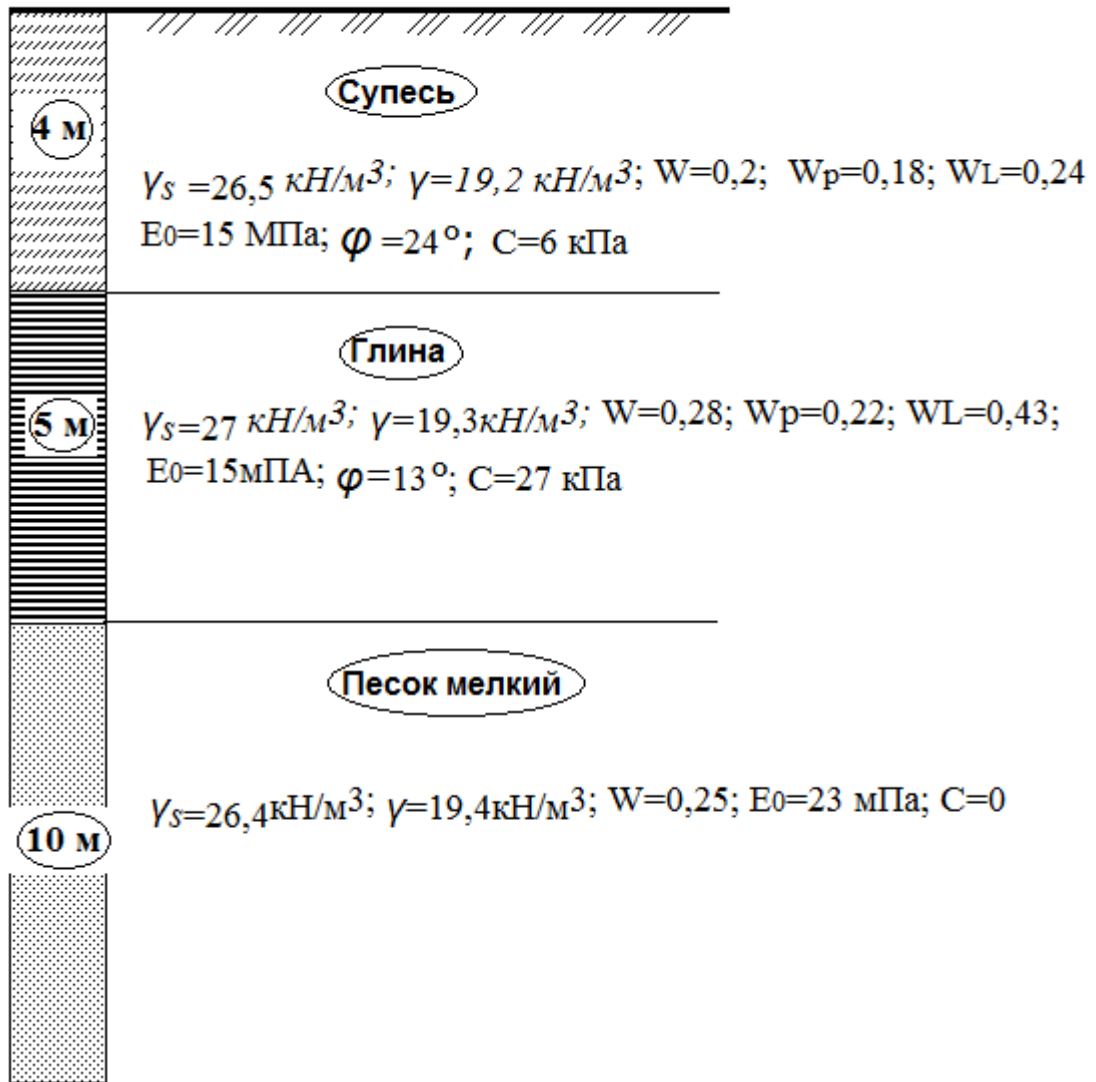 Супесь
4 м
γs =26,5 кН/м3; γ=19,2 кН/м3; W=0,2; Wp=0,18; WL=0,24
E0=15 МПа; φ =24°; C=6 кПа
Глина
5 м
γs=27 кН/м3; γ=19,3кН/м3; W=0,28; Wp=0,22; WL=0,43;
E0=15мПА; φ=13°; C=27 кПа
Песок мелкий
γs=26,4кН/м3; γ=19,4кН/м3; W=0,25; E0=23 мПа; C=0
10 м